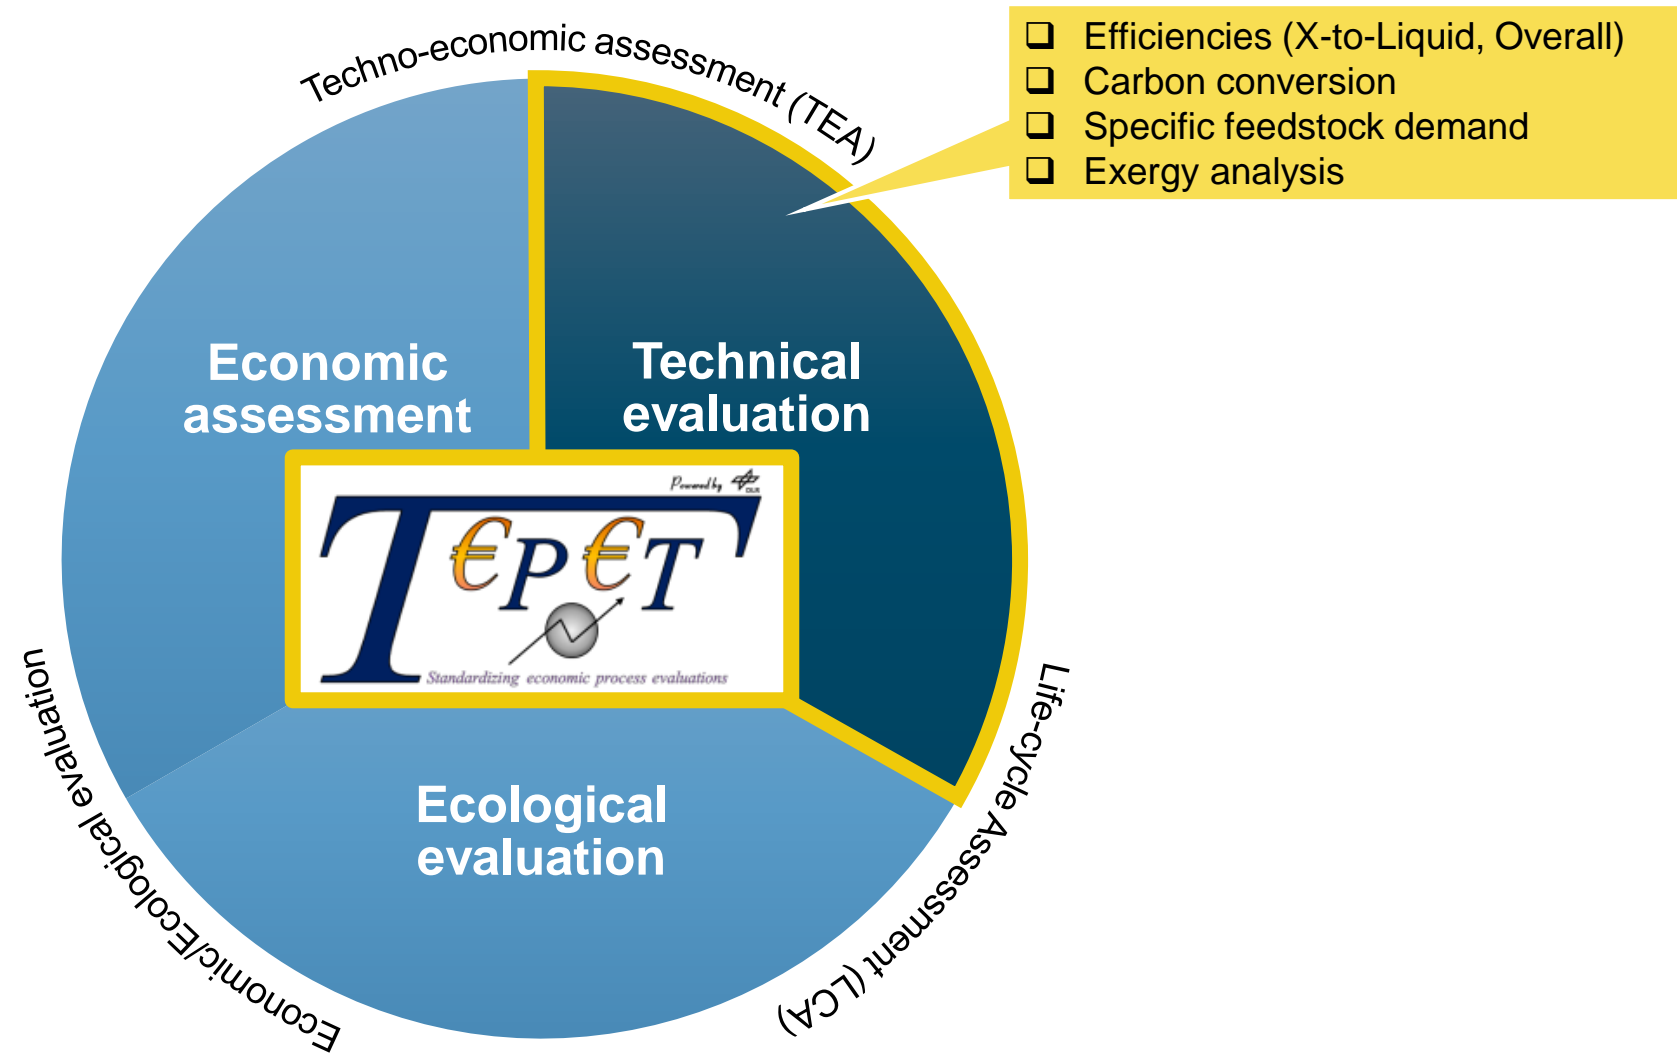 Techno-economic assessment (TEA)
❑ Efficiencies (X-to-Liquid, Overall)
❑ Carbon conversion
❑ Specific feedstock demand
❑ Exergy analysis
Economic
assessment
Technical
evaluation
Powered by DLR
T€P€T
Standardizing economic process evaluations
Ecological
evaluation
Economic/Ecological evaluation
Life-cycle Assessment (LCA)